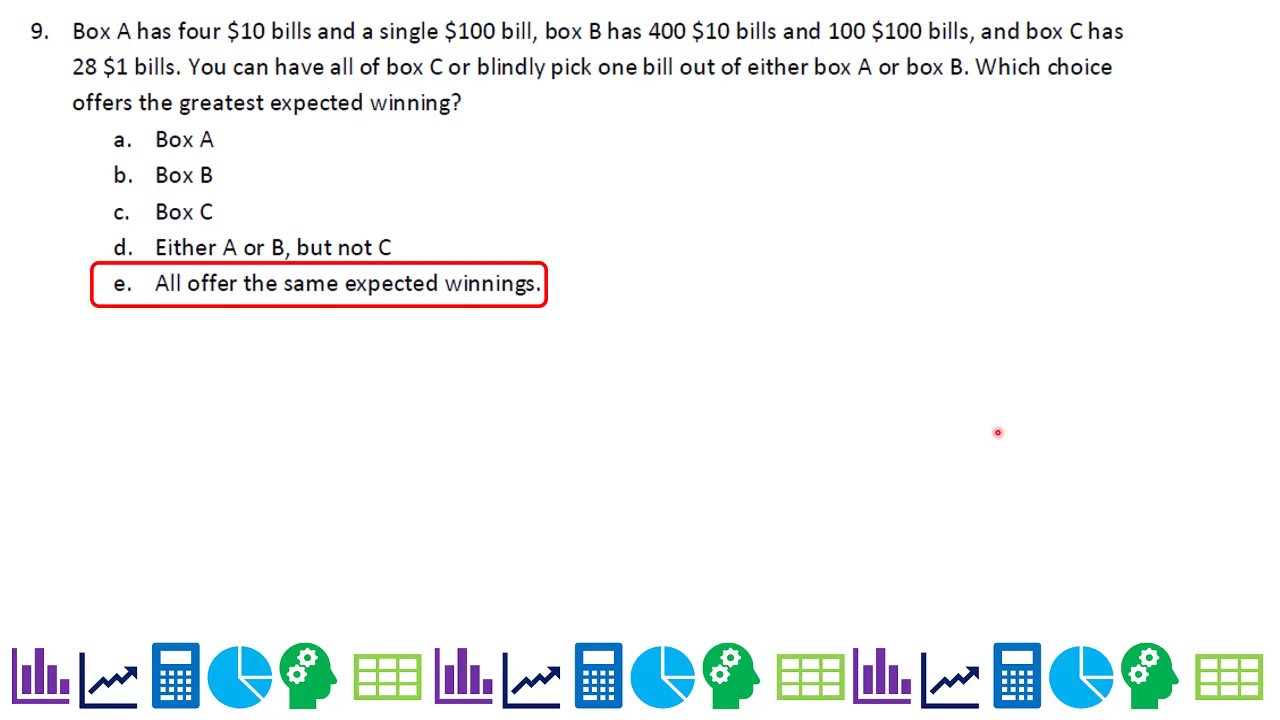 9. Box A has four $10 bills and a single $100 bill, box B has 400 $10 bills and 100 $100 bills, and box C has
28 $1 bills. You can have all of box C or blindly pick one bill out of either box A or box B. Which choice
offers the greatest expected winning?
a. Box A
b. Box B
c. Box C
d. Either A or B, but not C
e. All offer the same expected winnings.